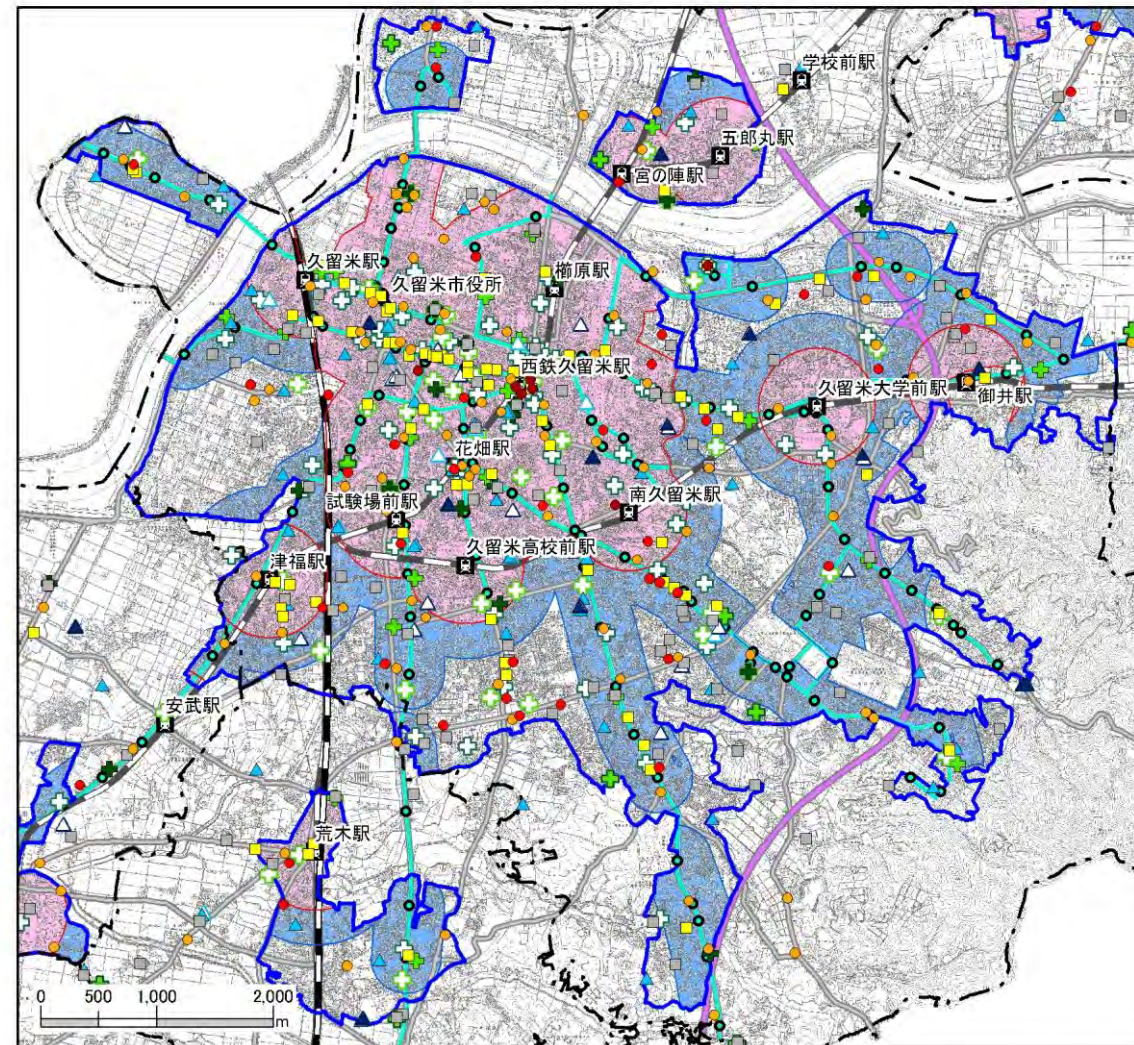 学校前駅
五郎丸駅
宮の陣駅
久留米駅
櫛原駅
久留米市役所
西鉄久留米駅
久留米大学前駅
御井駅
花畑駅
試験場前駅
南久留米駅
久留米高校前駅
津福駅
安武駅
荒木駅
0 500 1,000 2,000
m